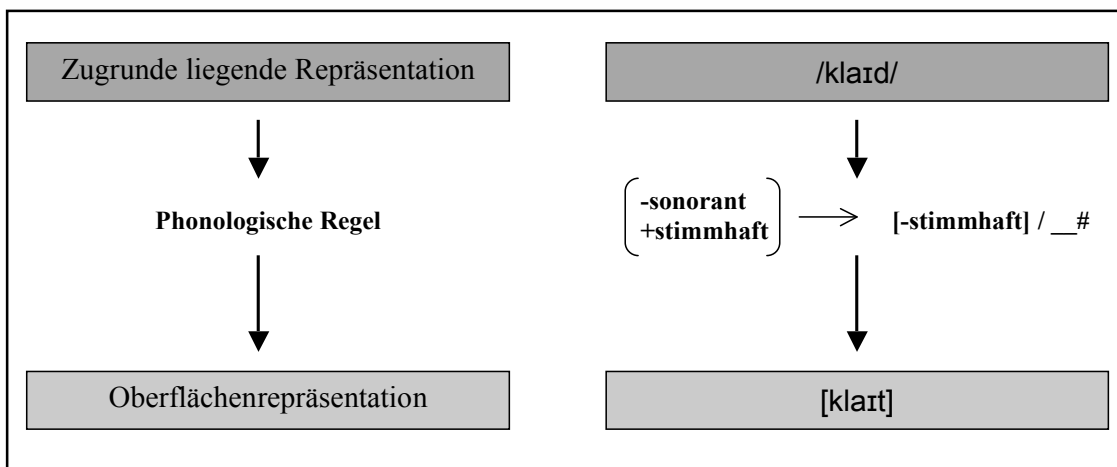 Zugrunde liegende Repräsentation
/klaɪd/
Phonologische Regel
-sonorant
+stimmhaft
[-stimmhaft] / __#
Oberflächenrepräsentation
[klaɪt]